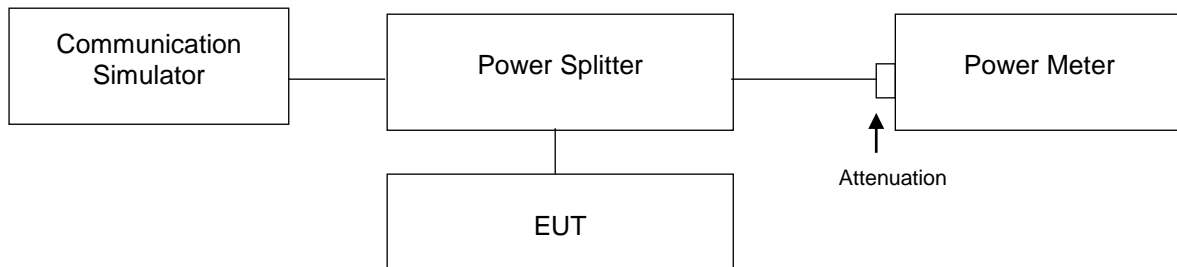 Communication
Simulator
Power Splitter
Power Meter
Attenuation
EUT